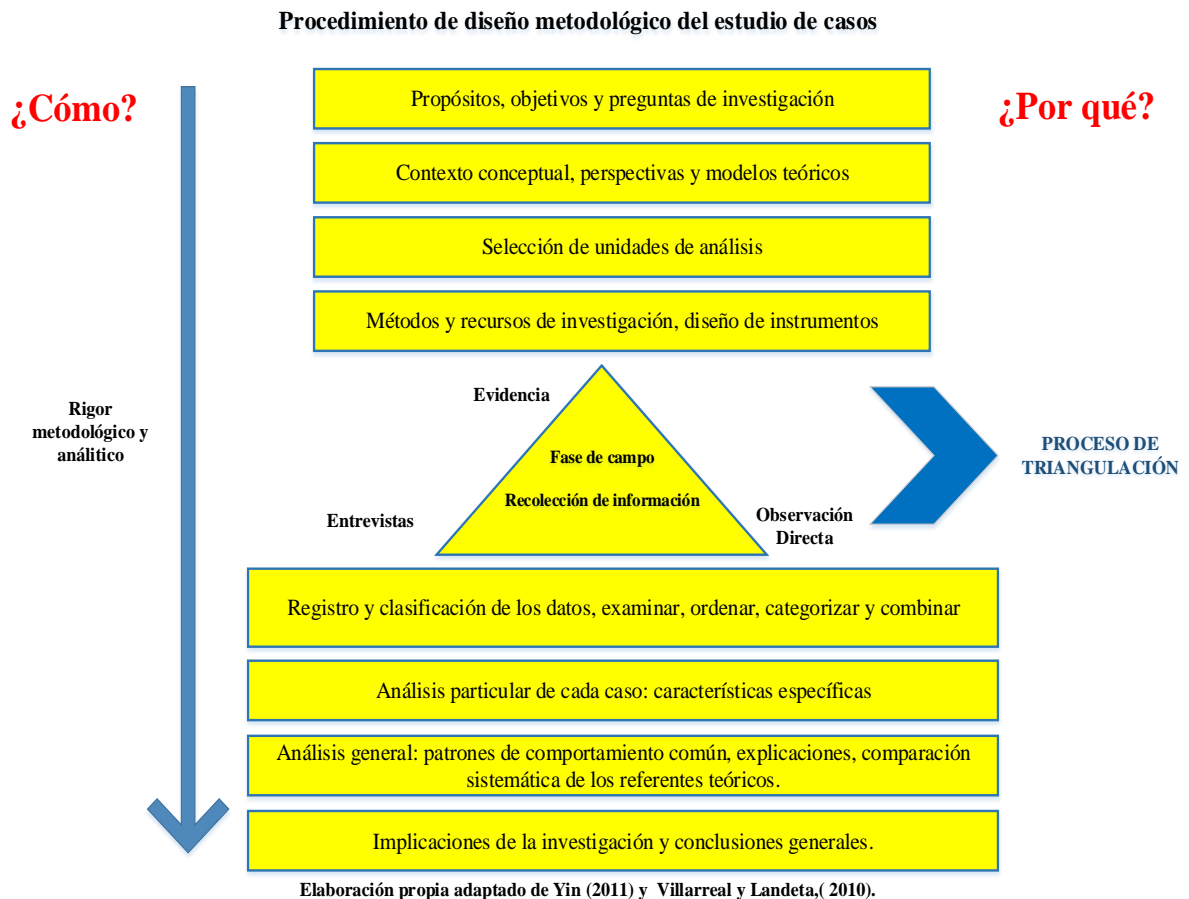 Procedimiento de diseño metodológico del estudio de casos
¿Cómo?
¿Por qué?
Propósitos, objetivos y preguntas de investigación
Contexto conceptual, perspectivas y modelos teóricos
Selección de unidades de análisis
Métodos y recursos de investigación, diseño de instrumentos
Rigor
metodológico y
análitico
Evidencia
Fase de campo
Recolección de información
Entrevistas
Observación
Directa
PROCESO DE
TRIANGULACIÓN
Registro y clasificación de los datos, examinar, ordenar, categorizar y combinar
Análisis particular de cada caso: características específicas
Análisis general: patrones de comportamiento común, explicaciones, comparación
sistemática de los referentes teóricos.
Implicaciones de la investigación y conclusiones generales.
Elaboración propia adaptado de Yin (2011) y Villarreal y Landeta,( 2010).